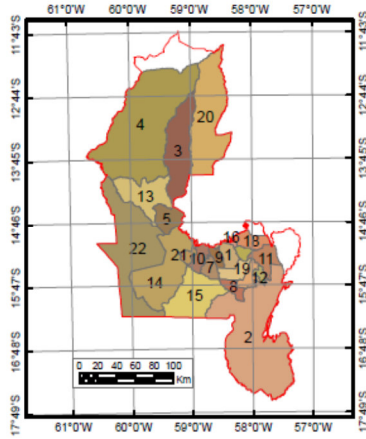 61°0'W 60°0'W 59°0'W 58°0'W 57°0'W
11°43'S 11°43'S
12°44'S 12°44'S
20
4
3
13°45'S 13°45'S
13
5
14°46'S 14°46'S
16 18
22 21 10 7 9 1 11
19
12
14 8
15°47'S 15°47'S
15
2
16°48'S 16°48'S
0 20 40 60 80 100
Km
17°49'S 17°49'S
61°0'W 60°0'W 59°0'W 58°0'W 57°0'W